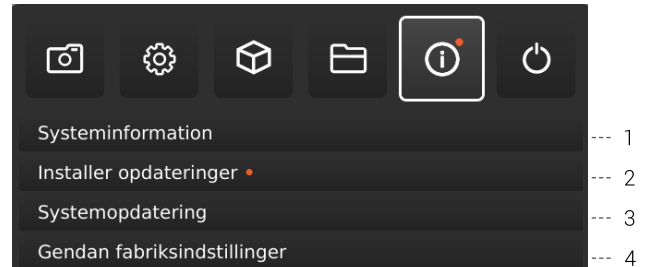 Systeminformation --- 1
Installer opdateringer --- 2
Systemopdatering --- 3
Gendan fabriksindstillinger --- 4